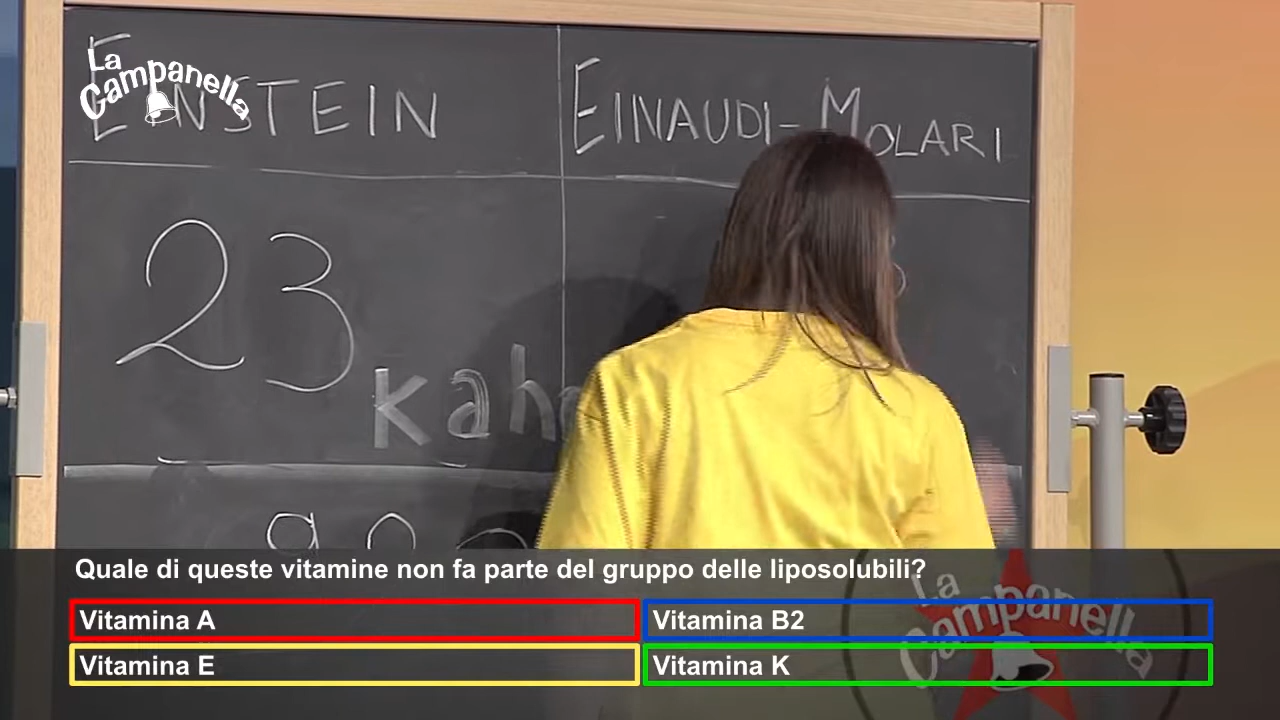 La
Campanella
EINSTEIN
EINAUDI-MOLARI
23
Quale di queste vitamine non fa parte del gruppo delle liposolubili?
Vitamina A
Vitamina B2
Vitamina E
Vitamina K
La
Campanella